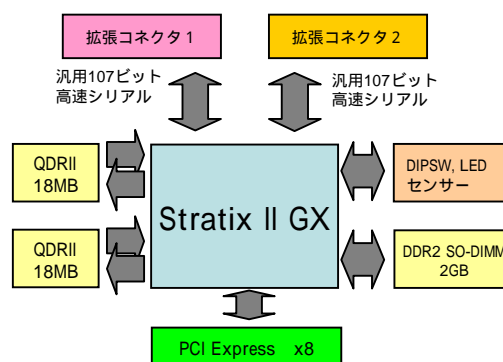 拡張コネクタ1
拡張コネクタ2
汎用107ビット
高速シリアル
汎用107ビット
高速シリアル
QDRII
18MB
Stratix II GX
DIPSW, LED
センサー
QDRII
18MB
DDR2 SO-DIMM
2GB
PCI Express x8